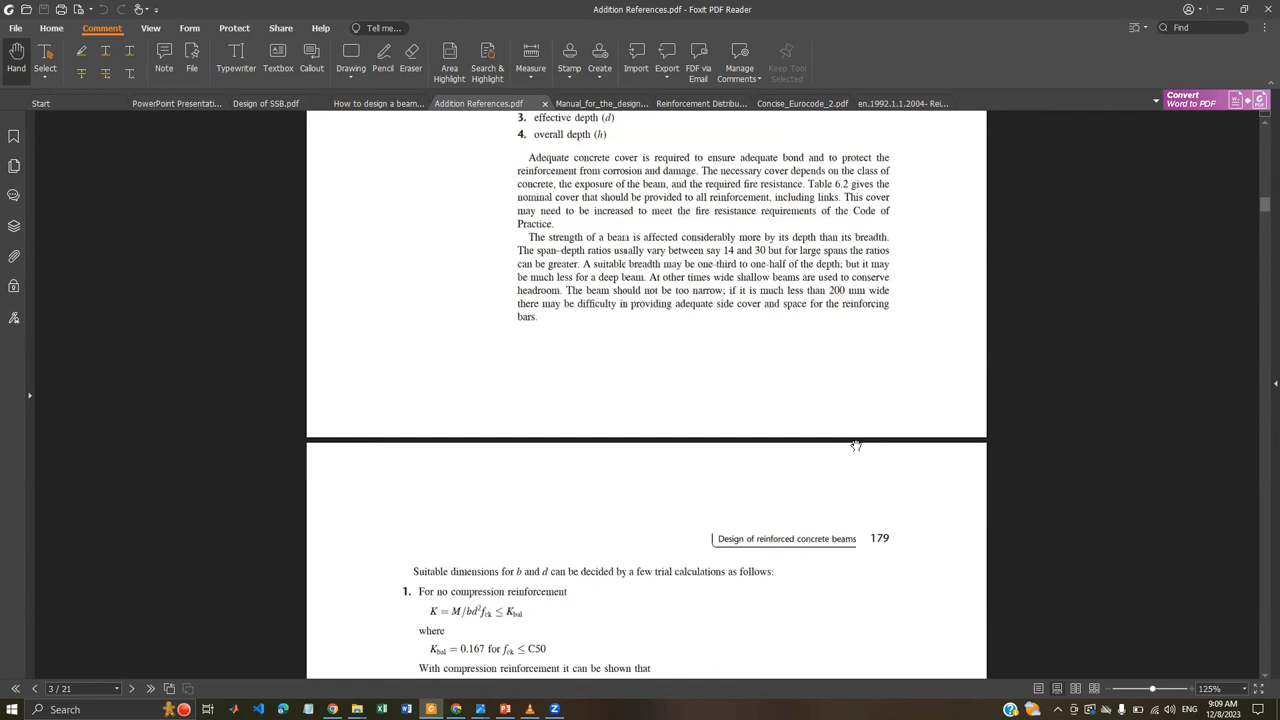 Addition References.pdf - Foxit PDF Reader
File Home Comment View Form Protect Share Help Tell me... Find
Hand Select Note File Typewriter Textbox Callout Drawing Pencil Eraser Area Highlight Search & Highlight Measure Stamp Create Import Export FDF via Email Manage Comments Keep Tool Selected
Start PowerPoint Presentati... Design of SSB.pdf How to design a beam... Addition References.pdf Manual_for_the_design... Reinforcement Distribu... Concise_Eurocode_2.pdf en.1992.1.1.2004- Rei... Convert Word to PDF
3. effective depth (d)
4. overall depth (h)
Adequate concrete cover is required to ensure adequate bond and to protect the
reinforcement from corrosion and damage. The necessary cover depends on the class of
concrete, the exposure of the beam, and the required fire resistance. Table 6.2 gives the
nominal cover that should be provided to all reinforcement, including links. This cover
may need to be increased to meet the fire resistance requirements of the Code of
Practice.
The strength of a beam is affected considerably more by its depth than its breadth.
The span–depth ratios usually vary between say 14 and 30 but for large spans the ratios
can be greater. A suitable breadth may be one-third to one-half of the depth; but it may
be much less for a deep beam. At other times wide shallow beams are used to conserve
headroom. The beam should not be too narrow; if it is much less than 200 mm wide
there may be difficulty in providing adequate side cover and space for the reinforcing
bars.
Design of reinforced concrete beams 179
Suitable dimensions for b and d can be decided by a few trial calculations as follows:
1. For no compression reinforcement
K = M/bd²fck ≤ Kbal
where
Kbal = 0.167 for fck ≤ C50
With compression reinforcement it can be shown that
3 / 21 125%
Search 9:09 AM
12/8/2023